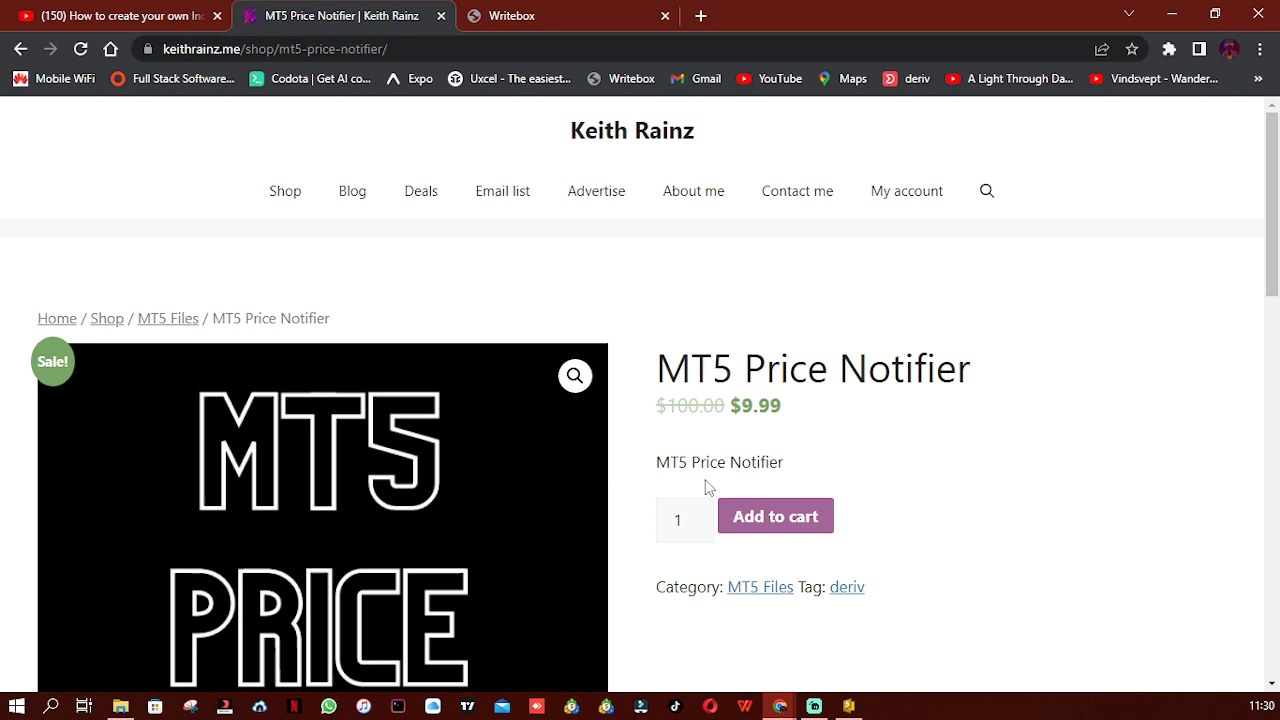 (150) How to create your own Inc
MT5 Price Notifier | Keith Rainz
Writebox
keithrainz.me/shop/mt5-price-notifier/
Mobile WiFi
Full Stack Software...
Codota | Get AI co...
Expo
Uxcel - The easiest...
Writebox
Gmail
YouTube
Maps
deriv
A Light Through Da...
Vindsvept - Wander...
»
Keith Rainz
Shop
Blog
Deals
Email list
Advertise
About me
Contact me
My account
Home / Shop / MT5 Files / MT5 Price Notifier
Sale!
MT5
PRICE
MT5 Price Notifier
$100.00 $9.99
MT5 Price Notifier
1
Add to cart
Category: MT5 Files Tag: deriv
11:30